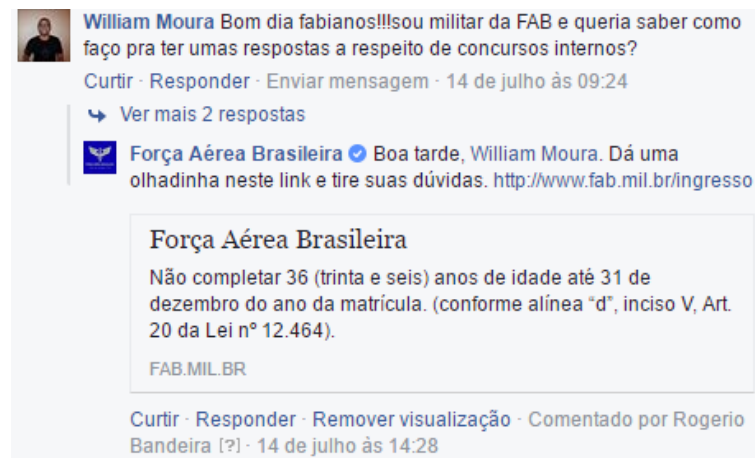 William Moura Bom dia fabianos!!!sou militar da FAB e queria saber como
faço pra ter umas respostas a respeito de concursos internos?
Curtir · Responder · Enviar mensagem · 14 de julho às 09:24
Ver mais 2 respostas
Força Aérea Brasileira Boa tarde, William Moura. Dá uma
olhadinha neste link e tire suas dúvidas. http://www.fab.mil.br/ingresso
Força Aérea Brasileira
Não completar 36 (trinta e seis) anos de idade até 31 de
dezembro do ano da matrícula. (conforme alínea “d”, inciso V, Art.
20 da Lei nº 12.464).
FAB.MIL.BR
Curtir · Responder · Remover visualização · Comentado por Rogerio
Bandeira [?] · 14 de julho às 14:28